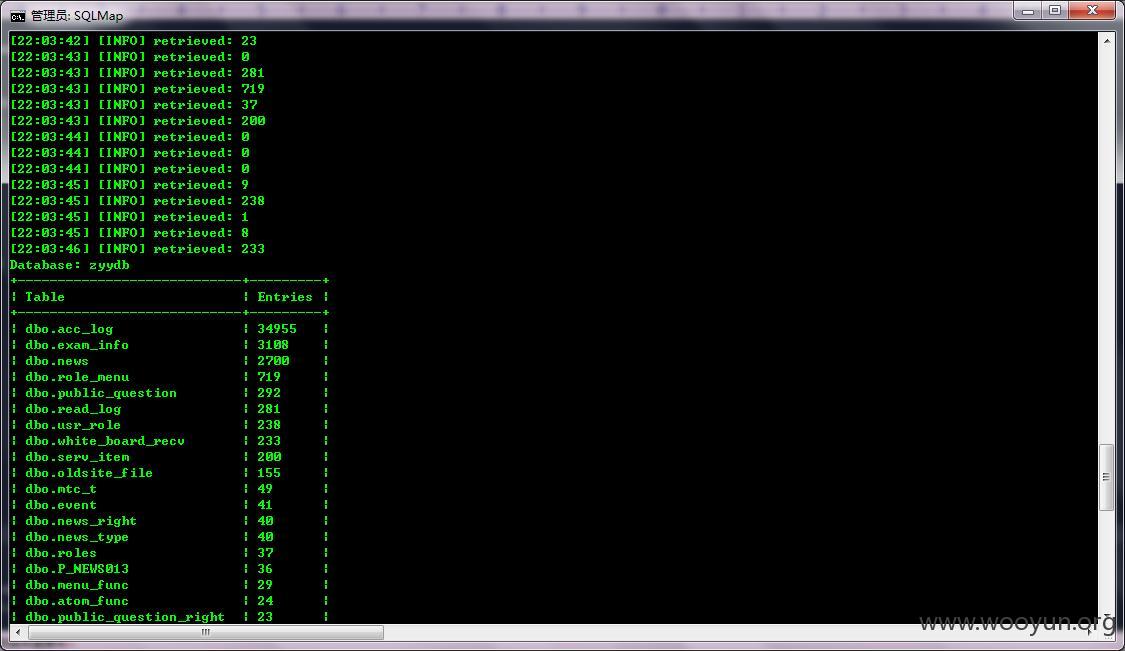 管理员: SQLMap
[22:03:42] [INFO] retrieved: 23
[22:03:43] [INFO] retrieved: 0
[22:03:43] [INFO] retrieved: 281
[22:03:43] [INFO] retrieved: 719
[22:03:43] [INFO] retrieved: 37
[22:03:43] [INFO] retrieved: 200
[22:03:44] [INFO] retrieved: 0
[22:03:44] [INFO] retrieved: 0
[22:03:44] [INFO] retrieved: 0
[22:03:45] [INFO] retrieved: 9
[22:03:45] [INFO] retrieved: 238
[22:03:45] [INFO] retrieved: 1
[22:03:45] [INFO] retrieved: 8
[22:03:46] [INFO] retrieved: 233
Database: zyydb
+----------------------------+---------+
| Table | Entries |
+----------------------------+---------+
| dbo.acc_log | 34955 |
| dbo.exam_info | 3108 |
| dbo.news | 2700 |
| dbo.role_menu | 719 |
| dbo.public_question | 292 |
| dbo.read_log | 281 |
| dbo.usr_role | 238 |
| dbo.white_board_recv | 233 |
| dbo.serv_item | 200 |
| dbo.oldsite_file | 155 |
| dbo.mtc_t | 49 |
| dbo.event | 41 |
| dbo.news_right | 40 |
| dbo.news_type | 40 |
| dbo.roles | 37 |
| dbo.P_NEWS013 | 36 |
| dbo.menu_func | 29 |
| dbo.atom_func | 24 |
| dbo.public_question_right | 23 |
www.wooyun.org